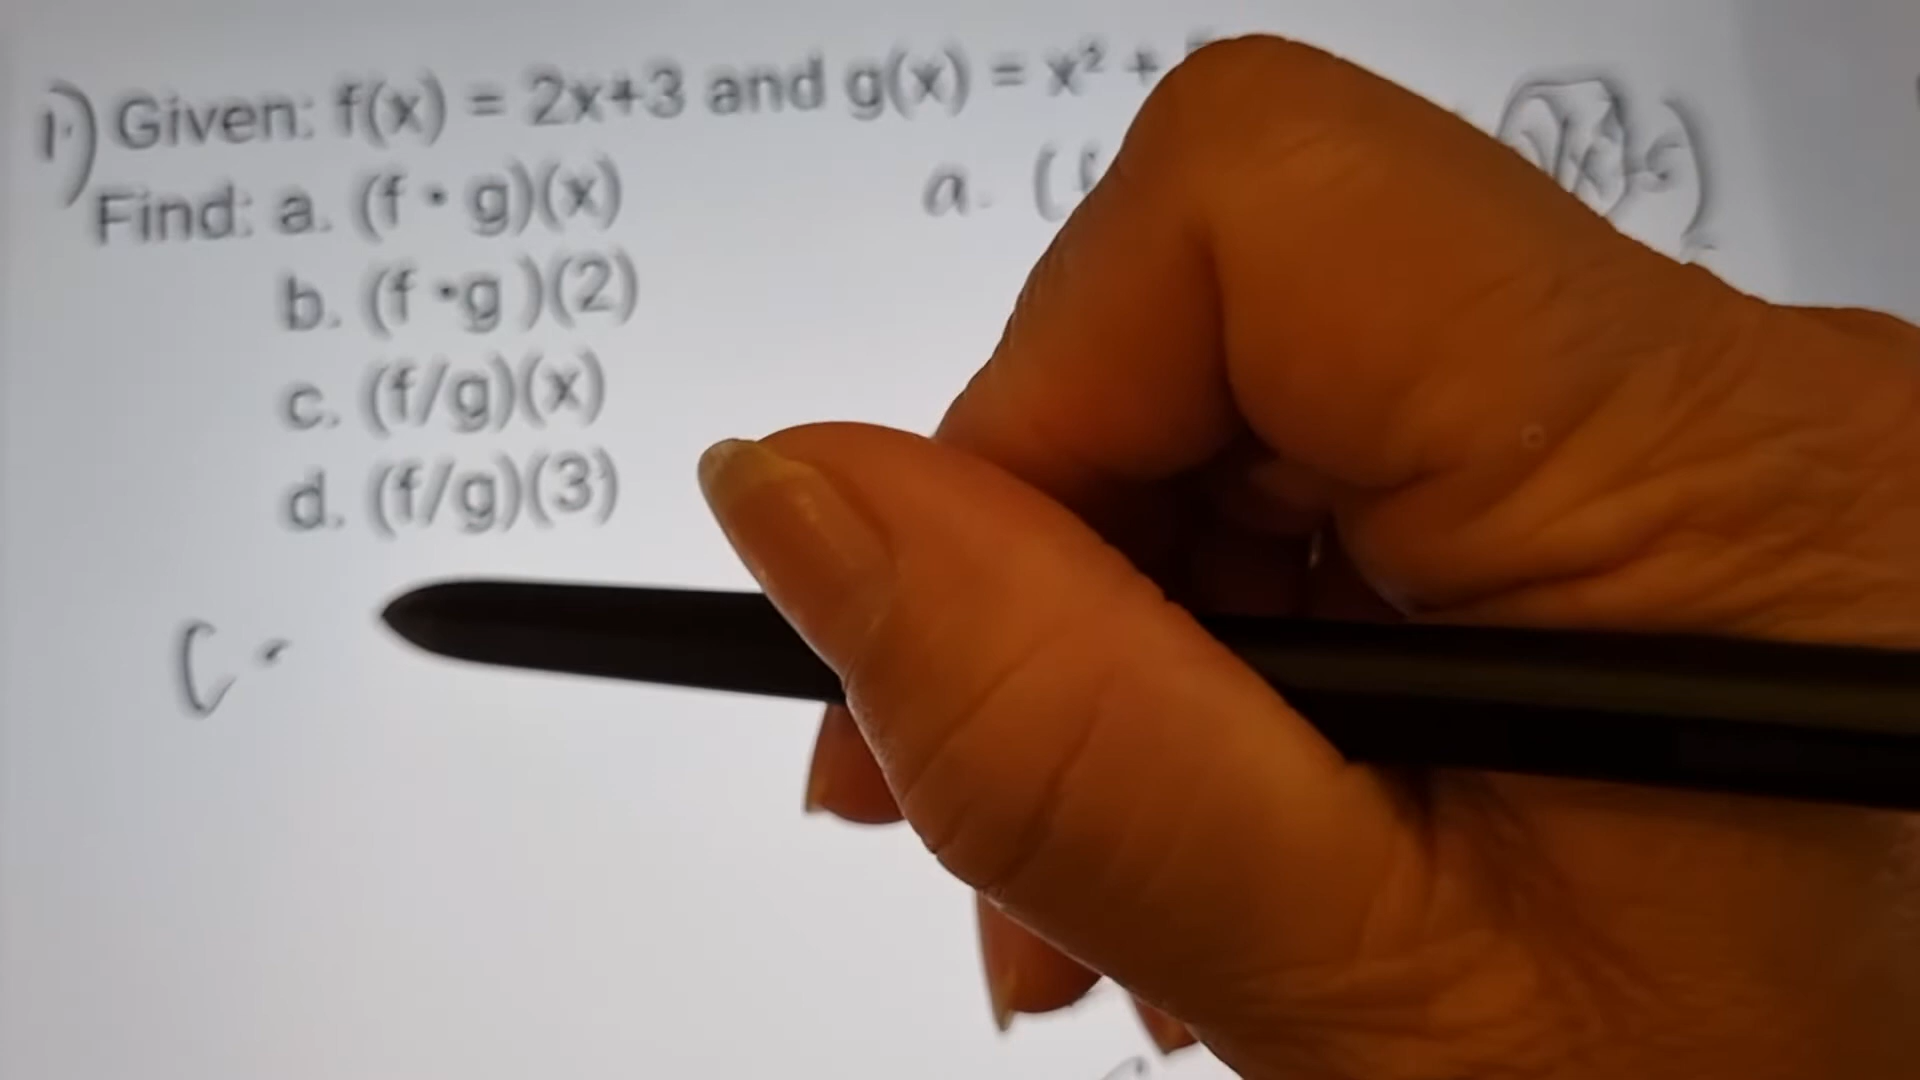 1.) Given: f(x) = 2x+3 and g(x) = x² +
Find: a. (f • g)(x)
b. (f •g )(2)
c. (f/g)(x)
d. (f/g)(3)
a. (
c.